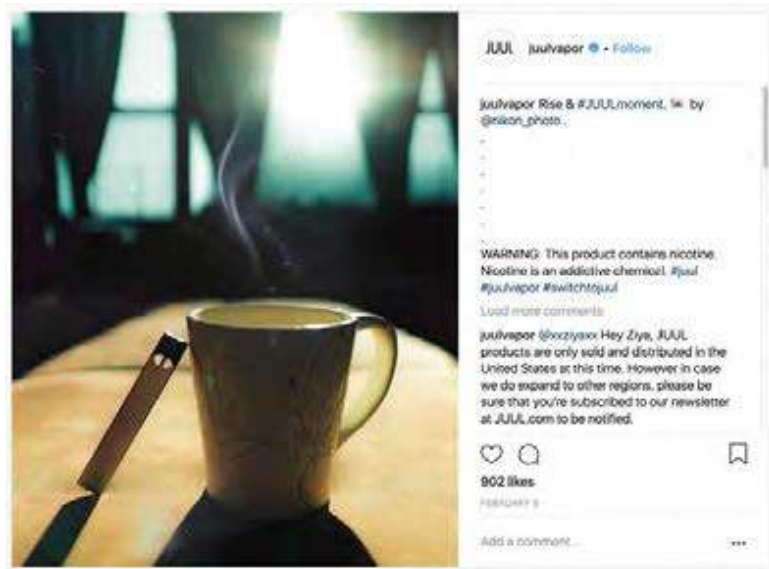 JUUL juulvapor • Follow
juulvapor Rise & #JUULmoment. by
@nikon_photo.
.
.
.
.
.
.
.
WARNING: This product contains nicotine.
Nicotine is an addictive chemical. #juul
#juulvapor #switchtojuul
Load more comments
juulvapor @xxziyaxx Hey Ziya, JUUL
products are only sold and distributed in the
United States at this time. However in case
we do expand to other regions, please be
sure that you're subscribed to our newsletter
at JUUL.com to be notified.
902 likes
FEBRUARY
Add a comment...